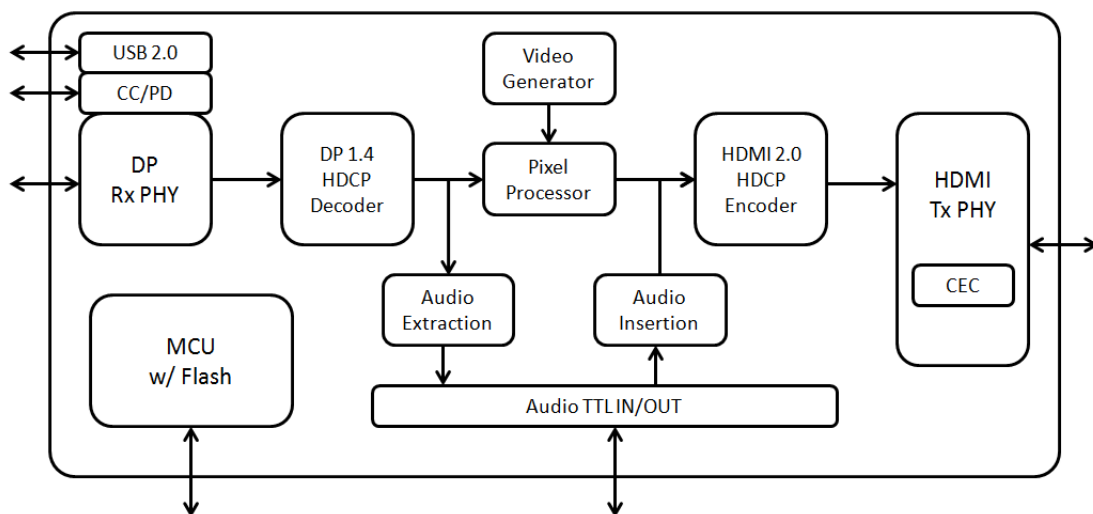 USB 2.0
CC/PD
DP
Rx PHY
DP 1.4
HDCP
Decoder
Video
Generator
Pixel
Processor
HDMI 2.0
HDCP
Encoder
HDMI
Tx PHY
CEC
Audio
Extraction
Audio
Insertion
MCU
w/ Flash
Audio TTL IN/OUT